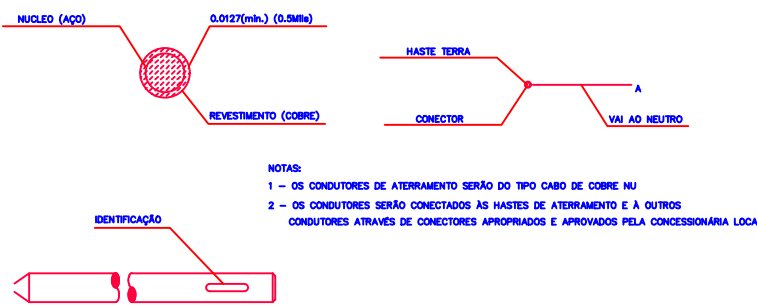 NUCLEO (AÇO)
0.0127(min.) (0.5Mils)
REVESTIMENTO (COBRE)
HASTE TERRA
A
CONECTOR
VAI AO NEUTRO
NOTAS:
1 – OS CONDUTORES DE ATERRAMENTO SERÃO DO TIPO CABO DE COBRE NU
2 – OS CONDUTORES SERÃO CONECTADOS ÀS HASTES DE ATERRAMENTO E À OUTROS
CONDUTORES ATRAVÉS DE CONECTORES APROPRIADOS E APROVADOS PELA CONCESSIONÁRIA LOCA
IDENTIFICAÇÃO